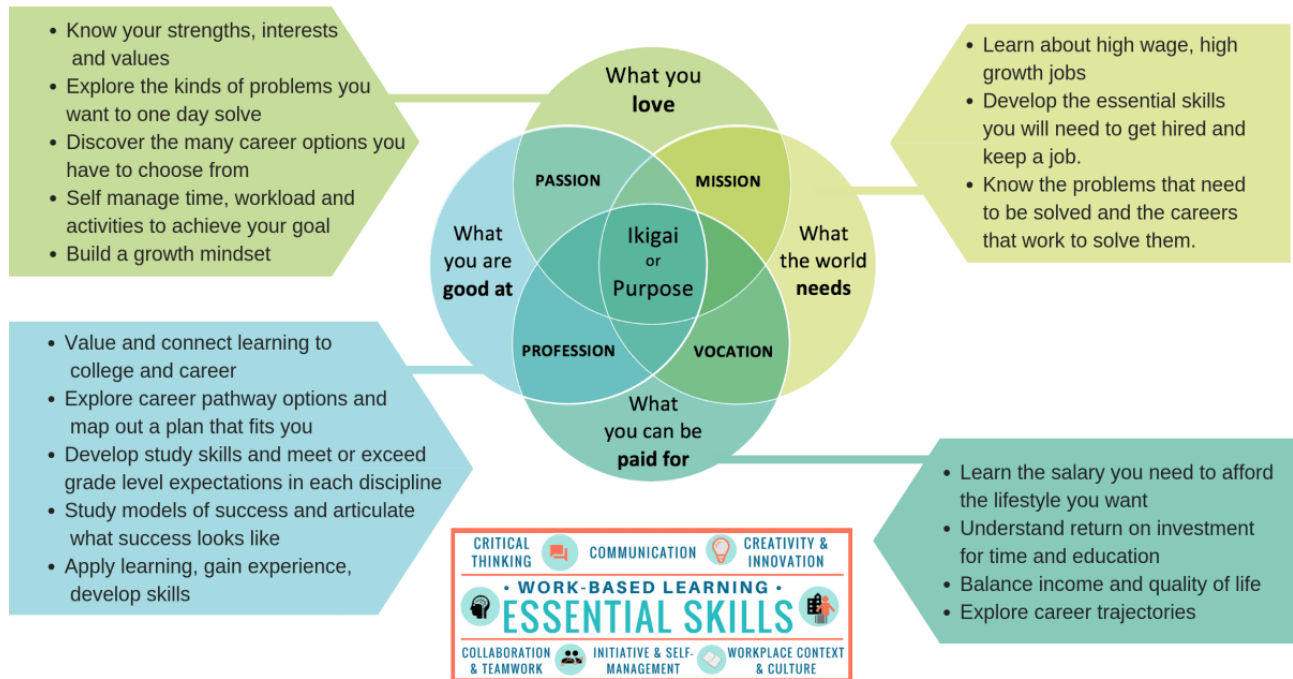 • Know your strengths, interests
and values
• Explore the kinds of problems you
want to one day solve
• Discover the many career options you
have to choose from
• Self manage time, workload and
activities to achieve your goal
• Build a growth mindset
What you
love
• Learn about high wage, high
growth jobs
• Develop the essential skills
you will need to get hired and
keep a job.
• Know the problems that need
to be solved and the careers
that work to solve them.
PASSION
MISSION
What
you are
good at
Ikigai
or
Purpose
What
the world
needs
PROFESSION
VOCATION
What
you can be
paid for
• Value and connect learning to
college and career
• Explore career pathway options and
map out a plan that fits you
• Develop study skills and meet or exceed
grade level expectations in each discipline
• Study models of success and articulate
what success looks like
• Apply learning, gain experience,
develop skills
• Learn the salary you need to afford
the lifestyle you want
• Understand return on investment
for time and education
• Balance income and quality of life
• Explore career trajectories
CRITICAL
THINKING
COMMUNICATION
CREATIVITY &
INNOVATION
• WORK-BASED LEARNING •
ESSENTIAL SKILLS
COLLABORATION
& TEAMWORK
INITIATIVE & SELF-
MANAGEMENT
WORKPLACE CONTEXT
& CULTURE